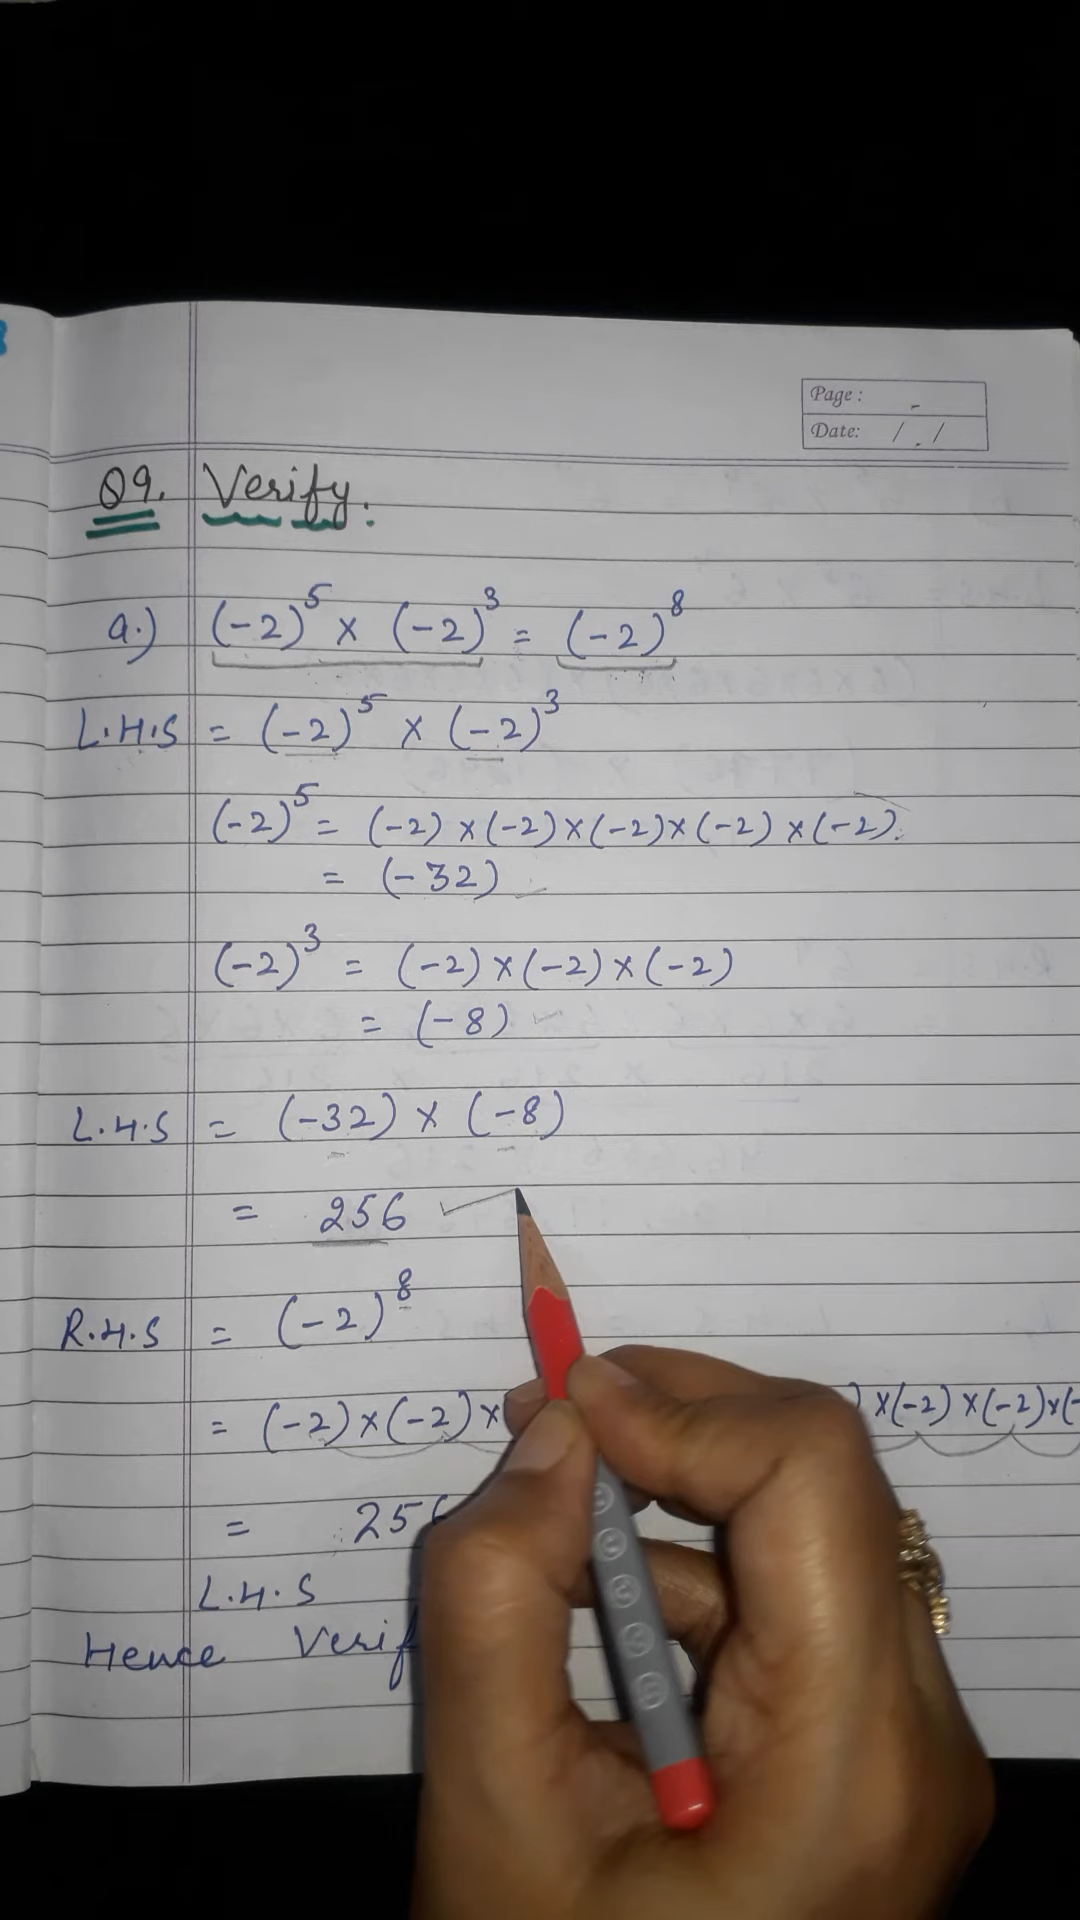 Page :
Date: / /
Q9. Verify.
a.) (-2)⁵ × (-2)³ = (-2)⁸
L.H.S = (-2)⁵ × (-2)³
(-2)⁵ = (-2) × (-2) × (-2) × (-2) × (-2).
= (-32)
(-2)³ = (-2) × (-2) × (-2)
= (-8)
L.H.S = (-32) × (-8)
= 256
R.H.S = (-2)⁸
= (-2) × (-2) × ) × (-2) × (-2) × (-
= 256
L.H.S
Hence Verif